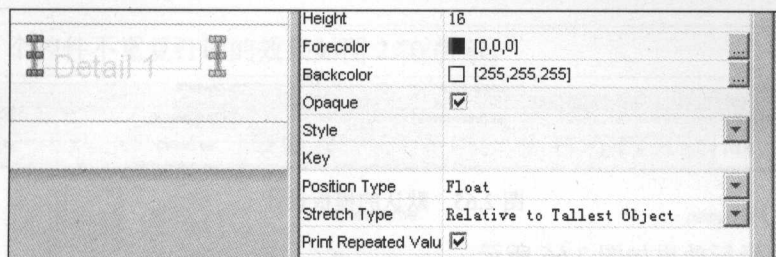 Detail 1
Height 16
Forecolor [0,0,0] ...
Backcolor [255,255,255] ...
Opaque
Style
Key
Position Type Float
Stretch Type Relative to Tallest Object
Print Repeated Valu